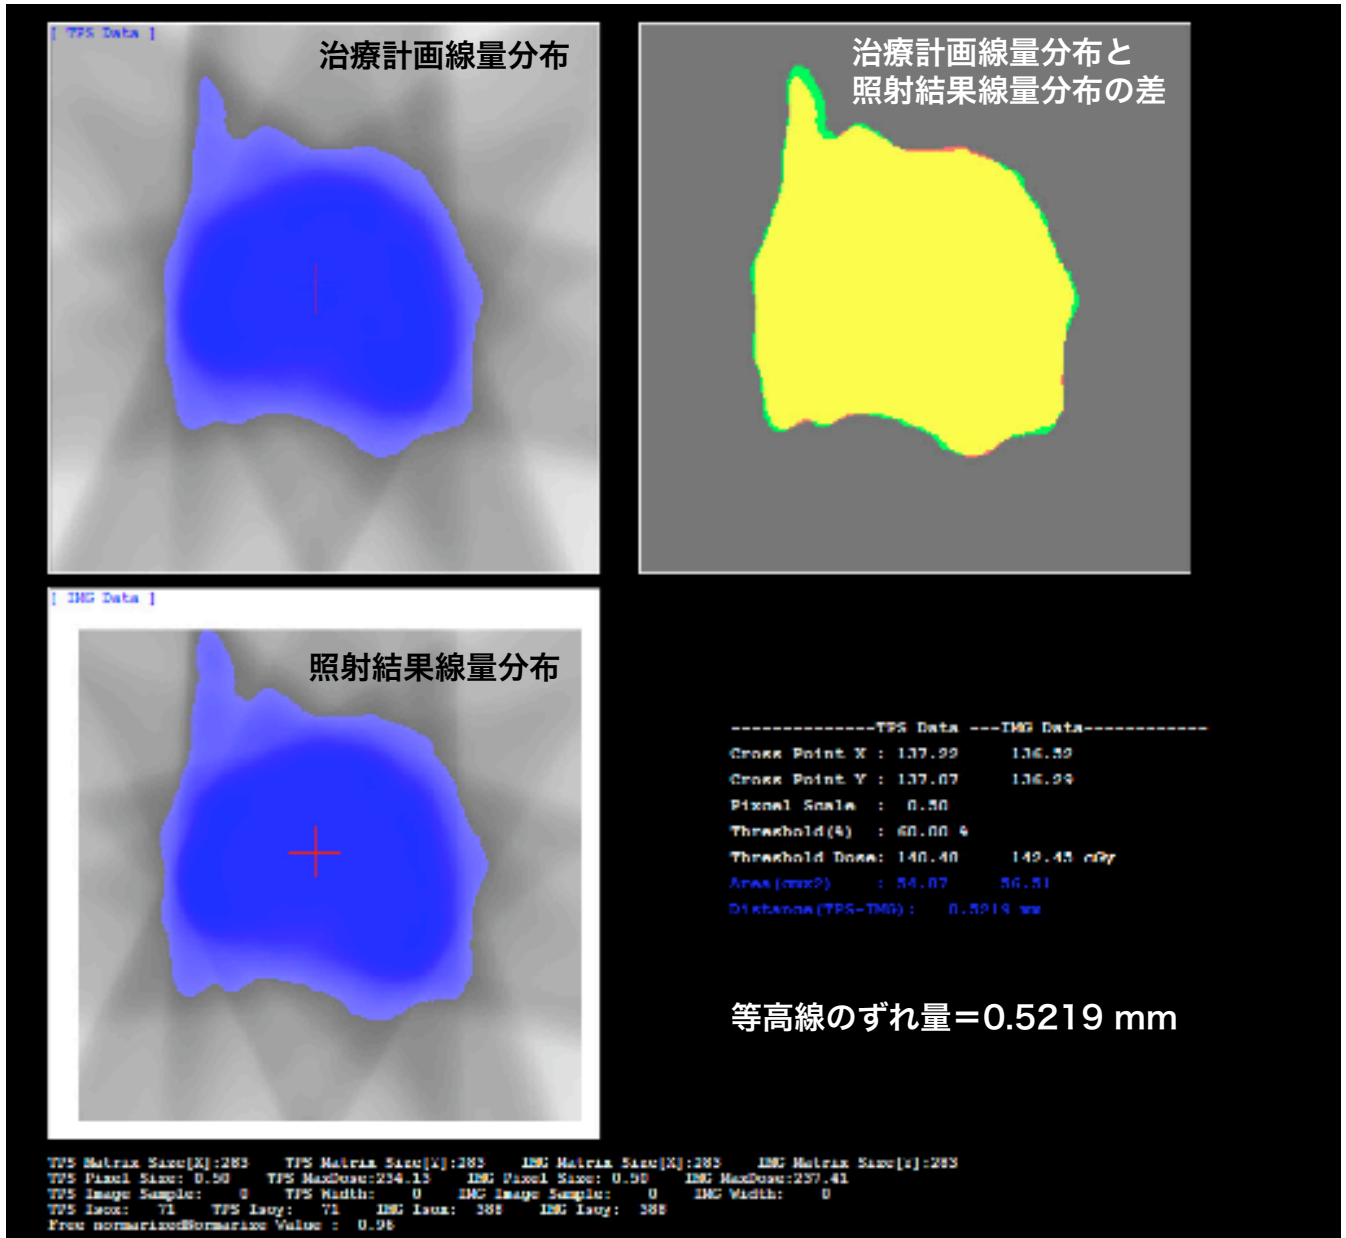 [ TPS Data ]
治療計画線量分布
治療計画線量分布と
照射結果線量分布の差
[ IMG Data ]
照射結果線量分布
---------------TPS Data ---IMG Data------------
Cross Point X : 137.22 136.52
Cross Point Y : 137.07 136.29
Pixcel Scale : 0.50
Threshold(%) : 60.00 %
Threshold Dose: 140.48 142.45 cGy
Area(cmx2) : 54.07 56.51
Distance(TPS-IMG): 0.5219 mm
等高線のずれ量＝0.5219 mm
TPS Matrix Size[X]:283 TPS Matrix Size[Y]:283 IMG Matrix Size[X]:283 IMG Matrix Size[Y]:283
TPS Pixel Size: 0.50 TPS MaxDose:234.13 IMG Pixel Size: 0.50 IMG MaxDose:237.41
TPS Image Sample: 0 TPS Width: 0 IMG Image Sample: 0 IMG Width: 0
TPS Isox: 71 TPS Isoy: 71 IMG Isox: 388 IMG Isoy: 388
Free normarizedNormarize Value : 0.96